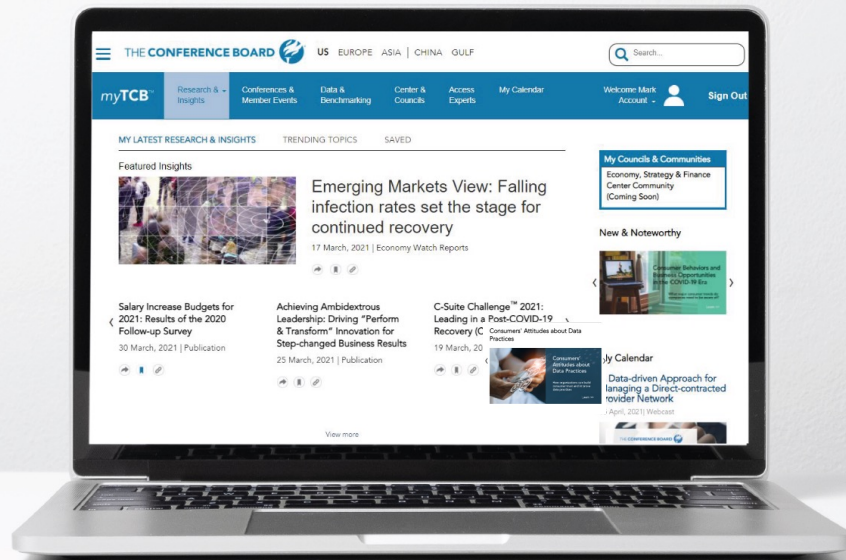 THE CONFERENCE BOARD
US EUROPE ASIA | CHINA GULF
Search...
myTCB™
Research &
Insights
Conferences &
Member Events
Data &
Benchmarking
Center &
Councils
Access
Experts
My Calendar
Welcome Mark
Account
Sign Out
MY LATEST RESEARCH & INSIGHTS
TRENDING TOPICS
SAVED
Featured Insights
Emerging Markets View: Falling
infection rates set the stage for
continued recovery
17 March, 2021 | Economy Watch Reports
Salary Increase Budgets for
2021: Results of the 2020
Follow-up Survey
30 March, 2021 | Publication
Achieving Ambidextrous
Leadership: Driving "Perform
& Transform" Innovation for
Step-changed Business Results
25 March, 2021 | Publication
C-Suite Challenge™ 2021:
Leading in a Post-COVID-19
Recovery (C
19 March, 20
Consumers' Attitudes about Data
Practices
Consumers'
Attitudes about
Data Practices
View more
My Councils & Communities
Economy, Strategy & Finance
Center Community
(Coming Soon)
New & Noteworthy
Consumer Behaviors and
Business Opportunities
in the COVID-19 Era
ly Calendar
Data-driven Approach for
lanaging a Direct-contracted
rovider Network
April, 2021| Webcast
THE CONFERENCE BOARD